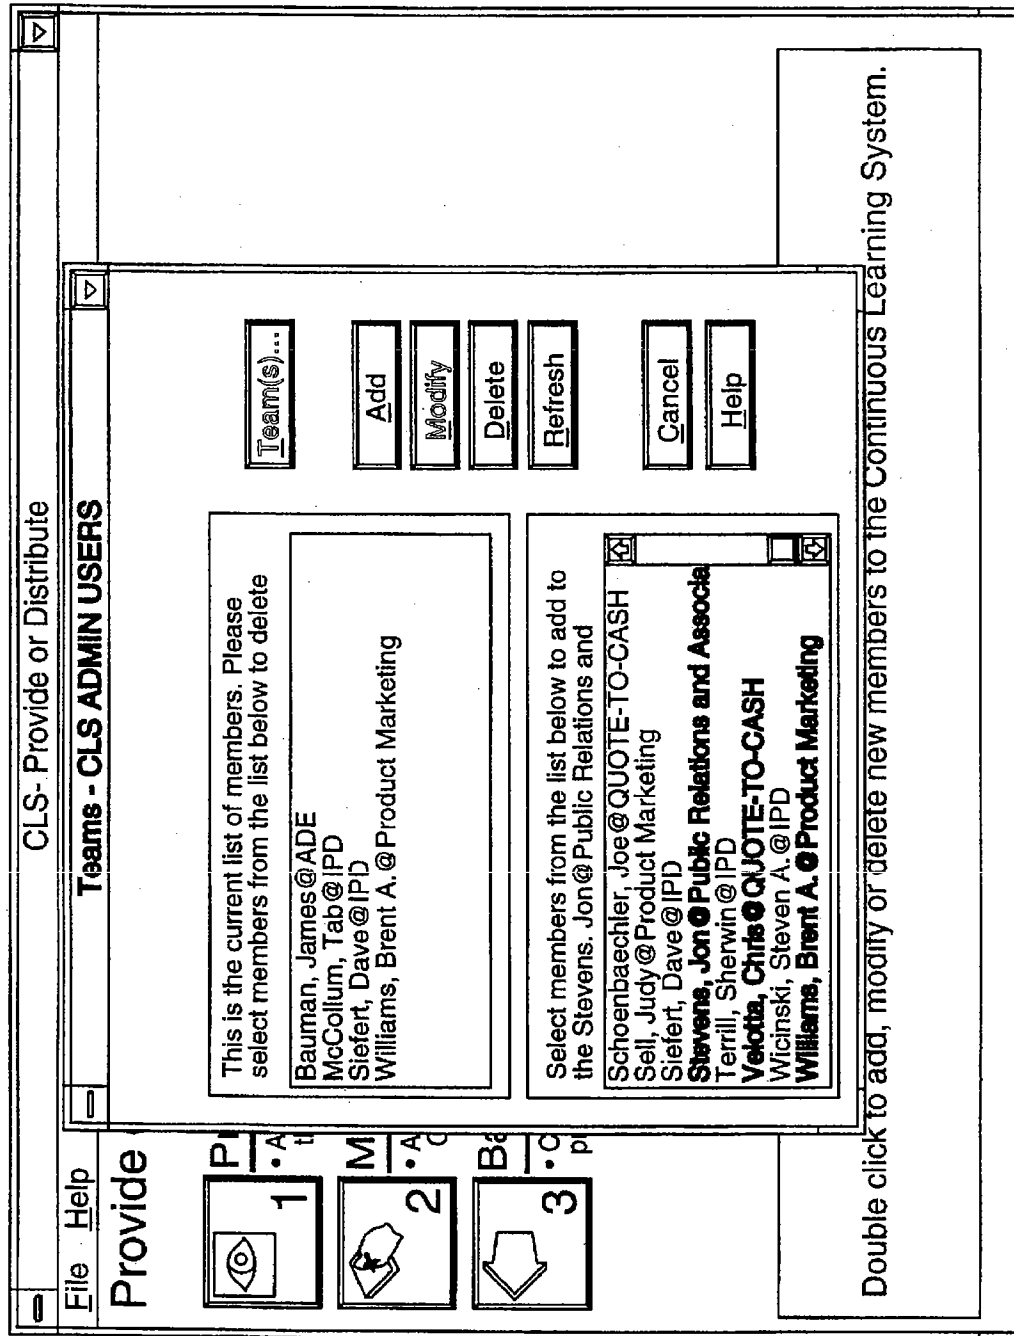 CLS- Provide or Distribute
File Help
Provide
1
P
• A
t
2
M
• A
3
Ba
• C
Teams - CLS ADMIN USERS
This is the current list of members. Please
select members from the list below to delete
Bauman, James@ADE
McCollum, Tab@IPD
Siefert, Dave@IPD
Williams, Brent A.@Product Marketing
Select members from the list below to add to
the Stevens. Jon@Public Relations and
Schoenbaechler, Joe@QUOTE-TO-CASH
Sell, Judy@Product Marketing
Siefert, Dave@IPD
Stevens, Jon@Public Relations and Associa
Terrill, Sherwin@IPD
Velotta, Chris@QUOTE-TO-CASH
Wicinski, Steven A.@IPD
Williams, Brent A.@Product Marketing
Team(s)...
Add
Modify
Delete
Refresh
Cancel
Help
Double click to add, modify or delete new members to the Continuous Learning System.